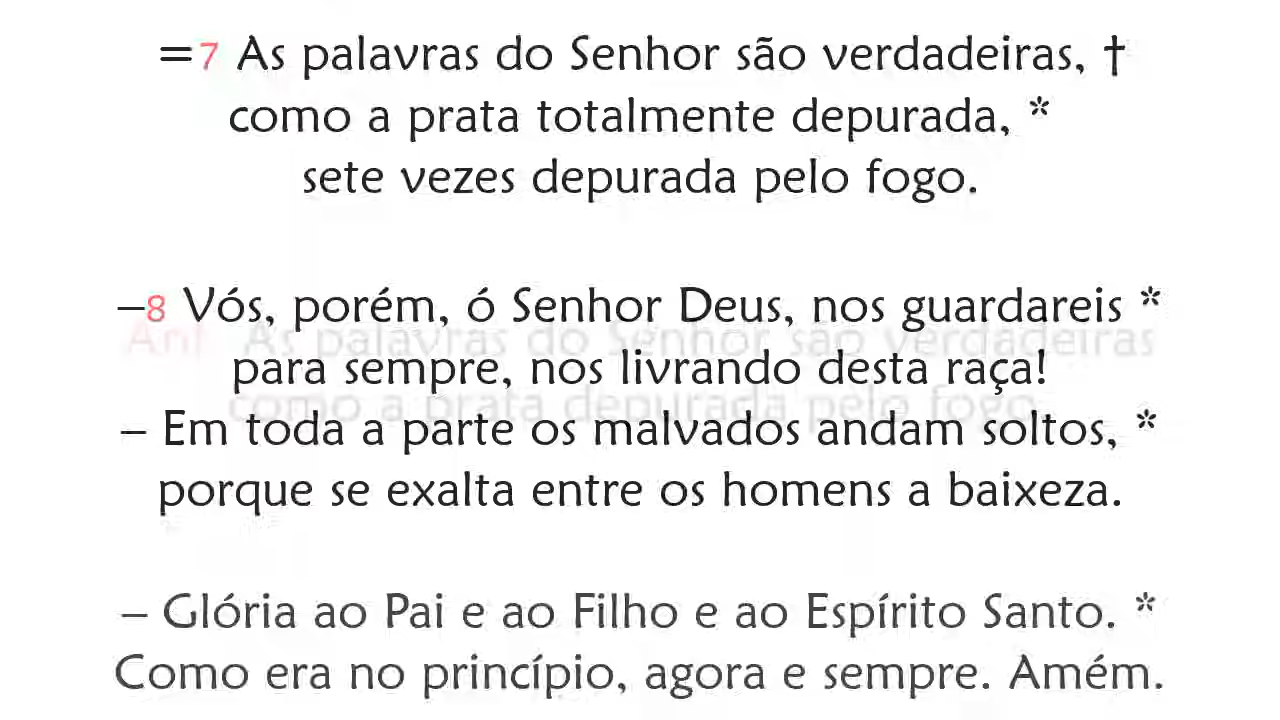 =7 As palavras do Senhor são verdadeiras, †
como a prata totalmente depurada, *
sete vezes depurada pelo fogo.
–8 Vós, porém, ó Senhor Deus, nos guardareis *
Ant As palavras do Senhor são verdadeiras
para sempre, nos livrando desta raça!
como a prata depurada pelo fogo.
– Em toda a parte os malvados andam soltos, *
porque se exalta entre os homens a baixeza.
– Glória ao Pai e ao Filho e ao Espírito Santo. *
Como era no princípio, agora e sempre. Amém.